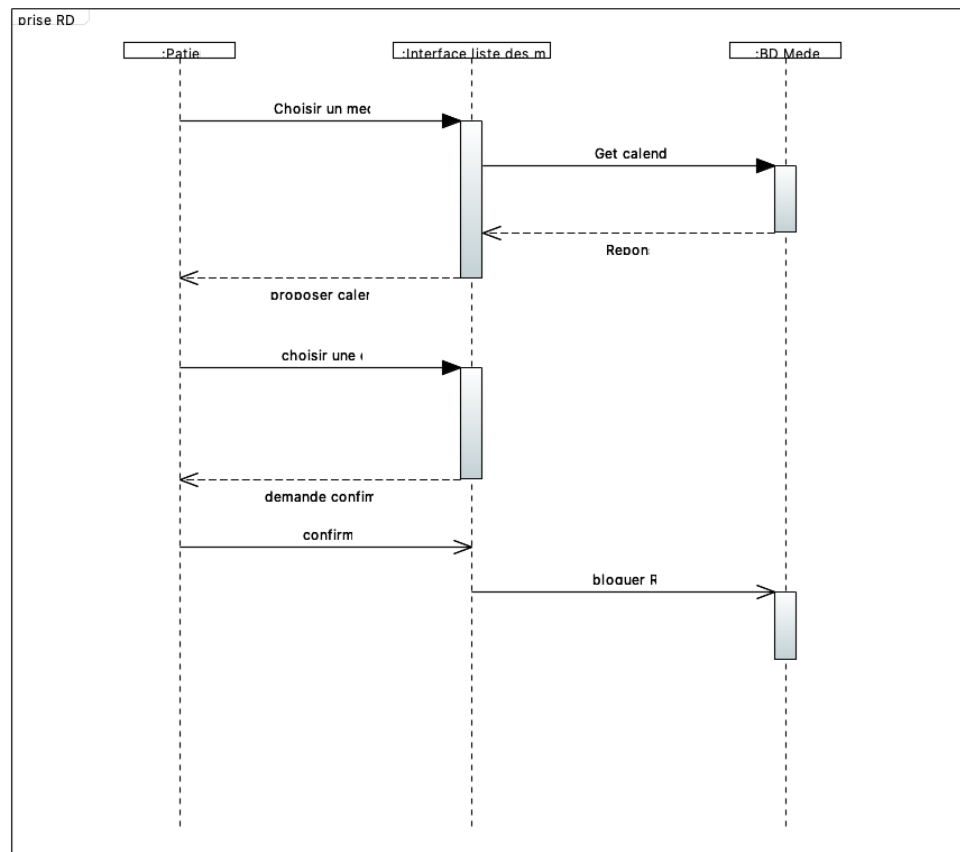 prise RD
:Patie
:Interface liste des m
:BD Mede
Choisir un mec
Get calend
Repon
proposer caler
choisir une
demande confirm
confirm
bloquer R